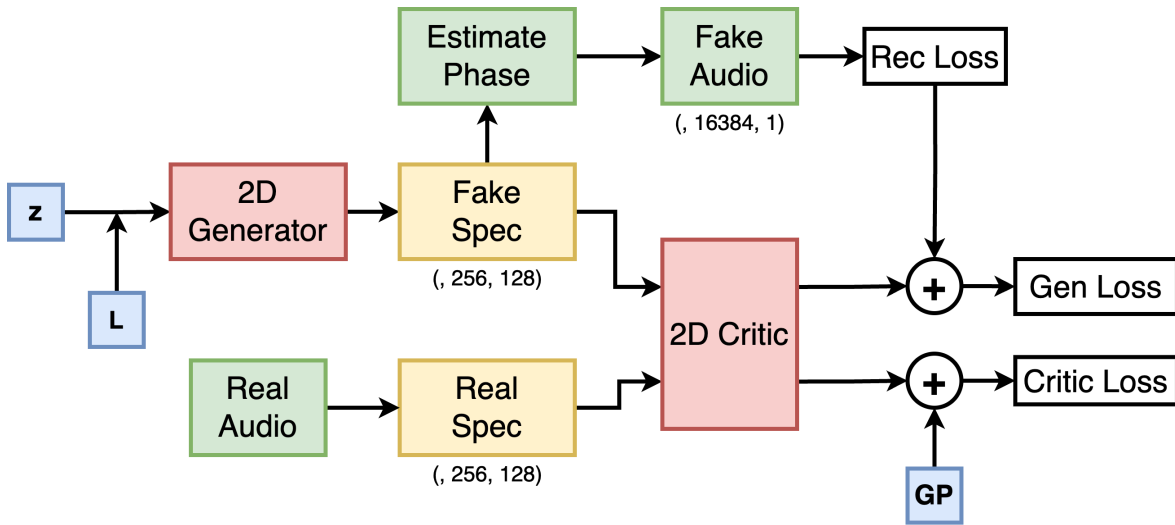 Estimate
Phase
Fake
Audio
(, 16384, 1)
Rec Loss
z
L
2D
Generator
Fake
Spec
(, 256, 128)
Real
Audio
Real
Spec
(, 256, 128)
2D Critic
+
Gen Loss
+
Critic Loss
GP